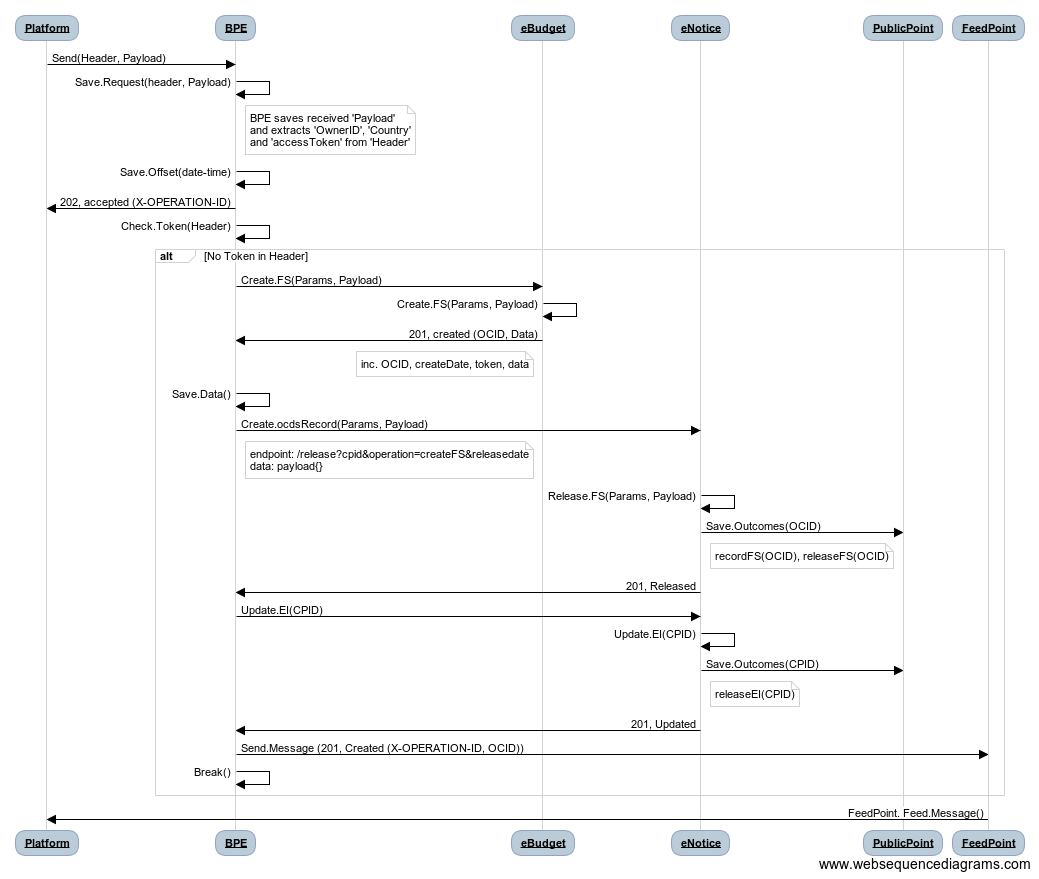 Platform
BPE
eBudget
eNotice
PublicPoint
FeedPoint
Send(Header, Payload)
Save.Request(header, Payload)
BPE saves received 'Payload'
and extracts 'OwnerID', 'Country'
and 'accessToken' from 'Header'
Save.Offset(date-time)
202, accepted (X-OPERATION-ID)
Check.Token(Header)
alt
[No Token in Header]
Create.FS(Params, Payload)
Create.FS(Params, Payload)
201, created (OCID, Data)
inc. OCID, createDate, token, data
Save.Data()
Create.ocdsRecord(Params, Payload)
endpoint: /release?cpid&operation=createFS&releasedate
data: payload{}
Release.FS(Params, Payload)
Save.Outcomes(OCID)
recordFS(OCID), releaseFS(OCID)
201, Released
Update.EI(CPID)
Update.EI(CPID)
Save.Outcomes(CPID)
releaseEI(CPID)
201, Updated
Send.Message (201, Created (X-OPERATION-ID, OCID))
Break()
FeedPoint. Feed.Message()
Platform
BPE
eBudget
eNotice
PublicPoint
FeedPoint
www.websequencediagrams.com